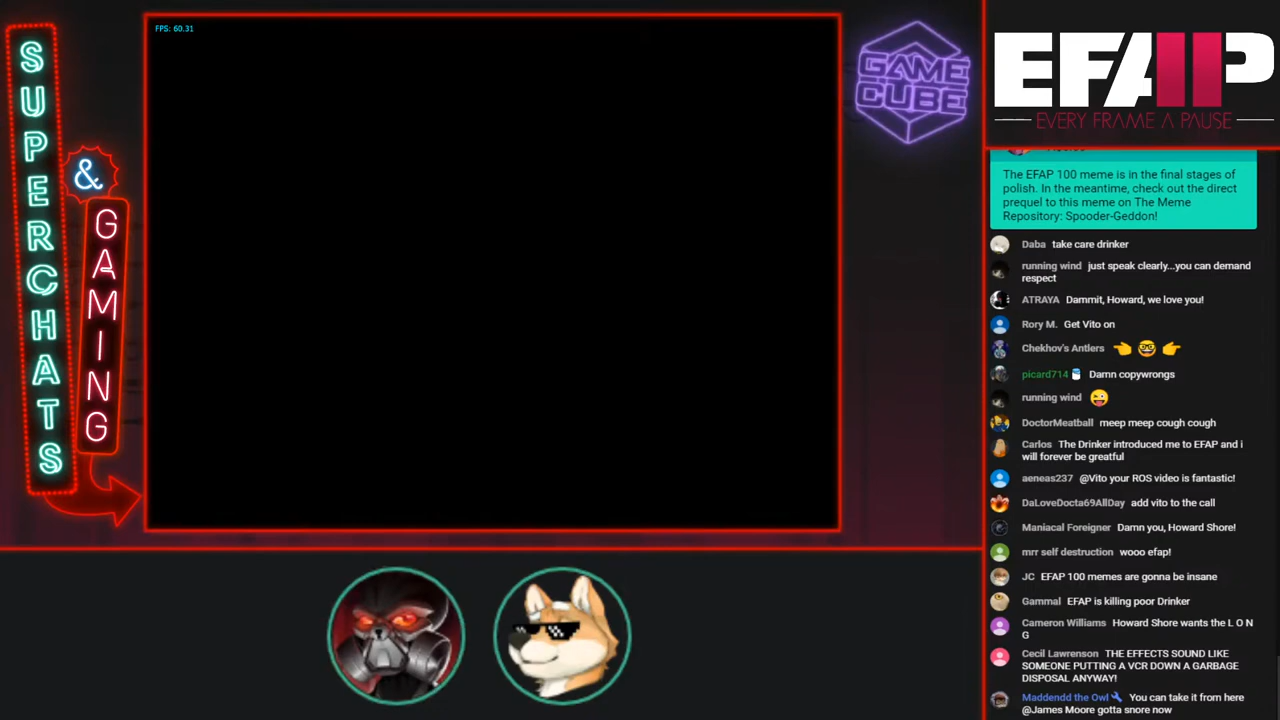 FPS: 60.31
SUPERCHATS
&
GAMING
GAME
CUBE
EFAP
EVERY FRAME A PAUSE
The EFAP 100 meme is in the final stages of
polish. In the meantime, check out the direct
prequel to this meme on The Meme
Repository: Spooder-Geddon!
Daba take care drinker
running wind just speak clearly...you can demand
respect
ATRAYA Dammit, Howard, we love you!
Rory M. Get Vito on
Chekhov's Antlers 👈 🤓 👉
picard714 Damn copywrongs
running wind 😜
DoctorMeatball meep meep cough cough
Carlos The Drinker introduced me to EFAP and i
will forever be greatful
aeneas237 @Vito your ROS video is fantastic!
DaLoveDocta69AllDay add vito to the call
Maniacal Foreigner Damn you, Howard Shore!
mrr self destruction wooo efap!
JC EFAP 100 memes are gonna be insane
Gammal EFAP is killing poor Drinker
Cameron Williams Howard Shore wants the L O N
G
Cecil Lawrenson THE EFFECTS SOUND LIKE
SOMEONE PUTTING A VCR DOWN A GARBAGE
DISPOSAL ANYWAY!
Maddendd the Owl You can take it from here
@James Moore gotta snore now